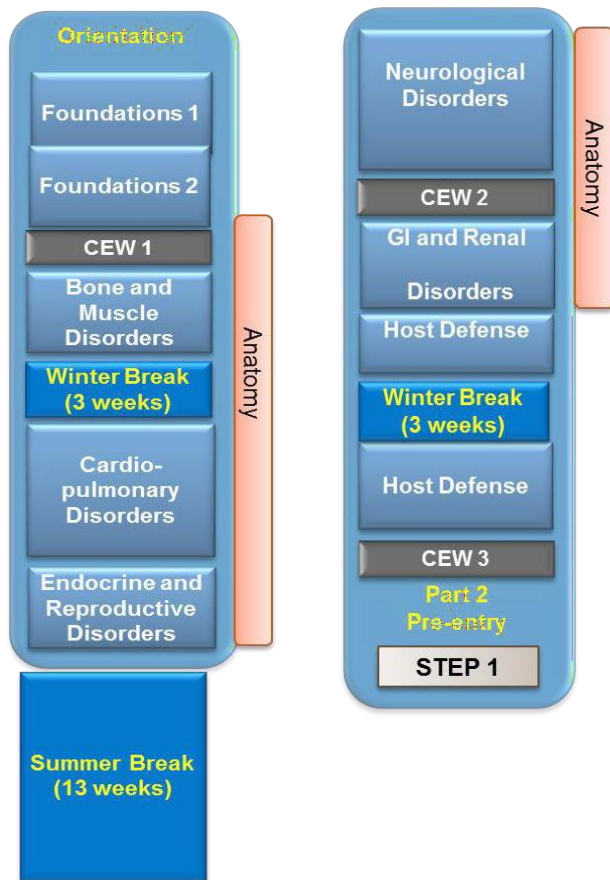 Orientation
Foundations 1
Foundations 2
CEW 1
Bone and
Muscle
Disorders
Winter Break
(3 weeks)
Cardio-
pulmonary
Disorders
Endocrine and
Reproductive
Disorders
Anatomy
Summer Break
(13 weeks)
Neurological
Disorders
CEW 2
GI and Renal
Disorders
Host Defense
Winter Break
(3 weeks)
Host Defense
CEW 3
Part 2
Pre-entry
STEP 1
Anatomy